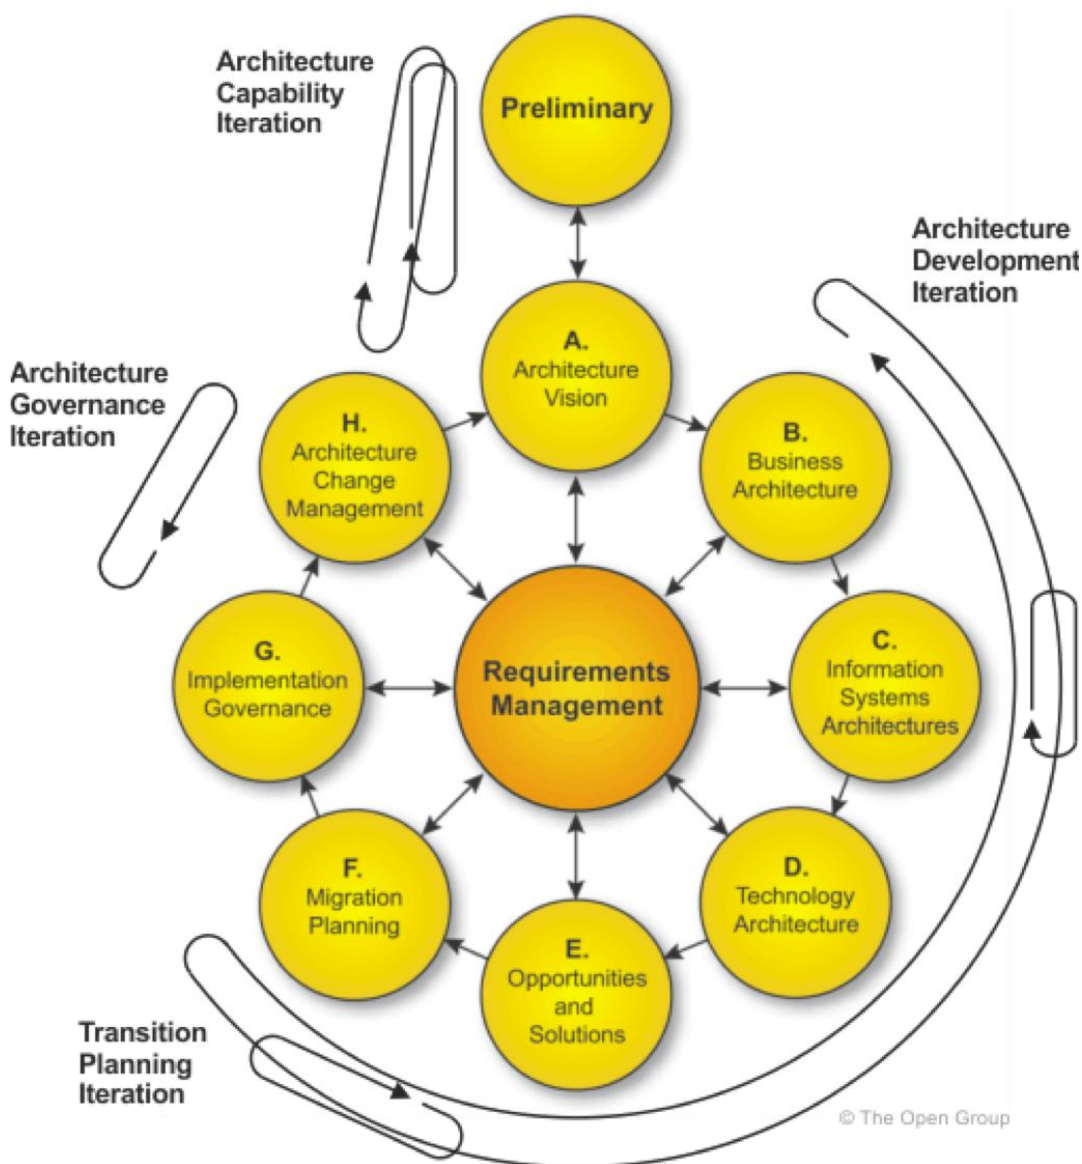 Architecture
Capability
Iteration
Preliminary
Architecture
Development
Iteration
A.
Architecture
Vision
Architecture
Governance
Iteration
H.
Architecture
Change
Management
B.
Business
Architecture
G.
Implementation
Governance
Requirements
Management
C.
Information
Systems
Architectures
F.
Migration
Planning
D.
Technology
Architecture
E.
Opportunities
and
Solutions
Transition
Planning
Iteration
© The Open Group